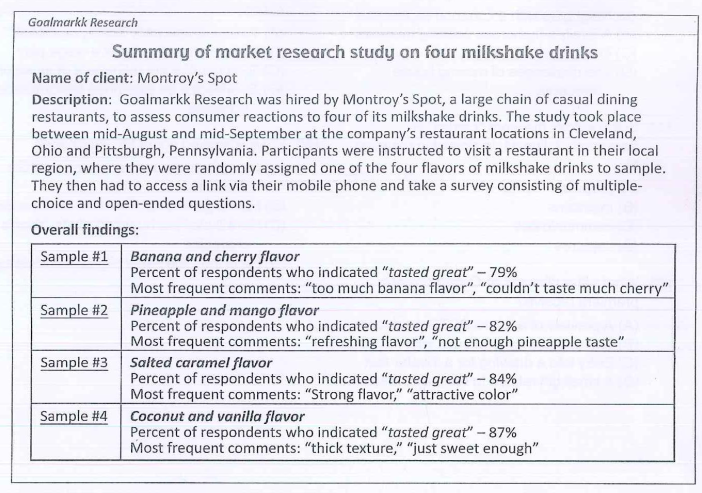 Goalmarkk Research
Summary of market research study on four milkshake drinks
Name of client: Montroy's Spot
Description: Goalmarkk Research was hired by Montroy's Spot, a large chain of casual dining
restaurants, to assess consumer reactions to four of its milkshake drinks. The study took place
between mid-August and mid-September at the company's restaurant locations in Cleveland,
Ohio and Pittsburgh, Pennsylvania. Participants were instructed to visit a restaurant in their local
region, where they were randomly assigned one of the four flavors of milkshake drinks to sample.
They then had to access a link via their mobile phone and take a survey consisting of multiple-
choice and open-ended questions.
Overall findings:
Sample #1 Banana and cherry flavor
Percent of respondents who indicated "tasted great" – 79%
Most frequent comments: "too much banana flavor", "couldn't taste much cherry"
Sample #2 Pineapple and mango flavor
Percent of respondents who indicated "tasted great" – 82%
Most frequent comments: "refreshing flavor", "not enough pineapple taste"
Sample #3 Salted caramel flavor
Percent of respondents who indicated "tasted great" – 84%
Most frequent comments: "Strong flavor," "attractive color"
Sample #4 Coconut and vanilla flavor
Percent of respondents who indicated "tasted great" – 87%
Most frequent comments: "thick texture," "just sweet enough"